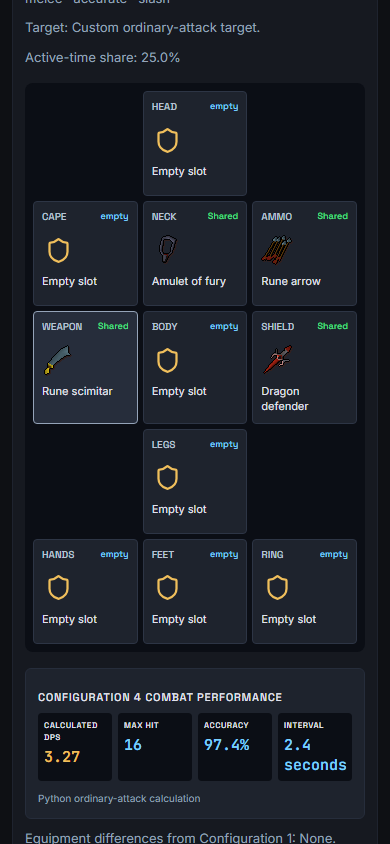 melee · accurate · slash
Target: Custom ordinary-attack target.
Active-time share: 25.0%
HEAD empty
Empty slot
CAPE empty
Empty slot
NECK Shared
Amulet of fury
AMMO Shared
Rune arrow
WEAPON Shared
Rune scimitar
BODY empty
Empty slot
SHIELD Shared
Dragon
defender
LEGS empty
Empty slot
HANDS empty
Empty slot
FEET empty
Empty slot
RING empty
Empty slot
CONFIGURATION 4 COMBAT PERFORMANCE
CALCULATED
DPS
3.27
MAX HIT
16
ACCURACY
97.4%
INTERVAL
2.4
seconds
Python ordinary-attack calculation
Equipment differences from Configuration 1: None.